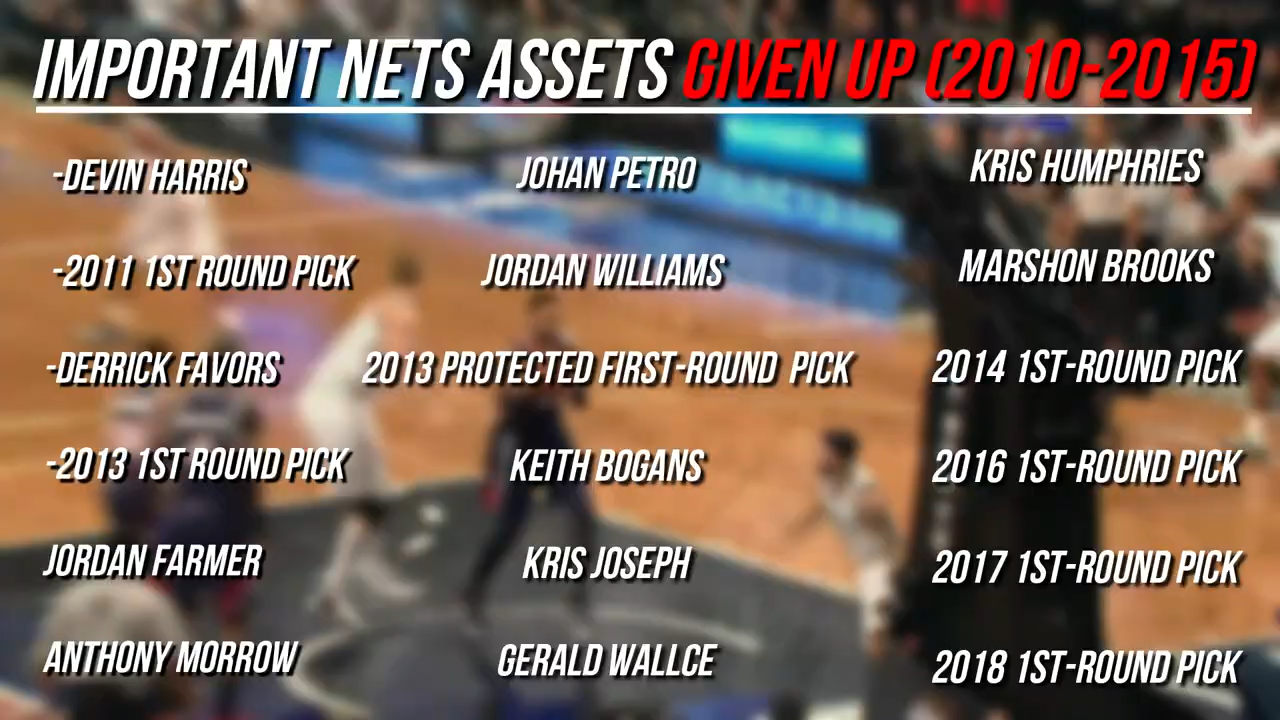 IMPORTANT NETS ASSETS GIVEN UP (2010-2015)
-DEVIN HARRIS
-2011 1ST ROUND PICK
-DERRICK FAVORS
-2013 1ST ROUND PICK
JORDAN FARMER
ANTHONY MORROW
JOHAN PETRO
JORDAN WILLIAMS
2013 PROTECTED FIRST-ROUND PICK
KEITH BOGANS
KRIS JOSEPH
GERALD WALLCE
KRIS HUMPHRIES
MARSHON BROOKS
2014 1ST-ROUND PICK
2016 1ST-ROUND PICK
2017 1ST-ROUND PICK
2018 1ST-ROUND PICK